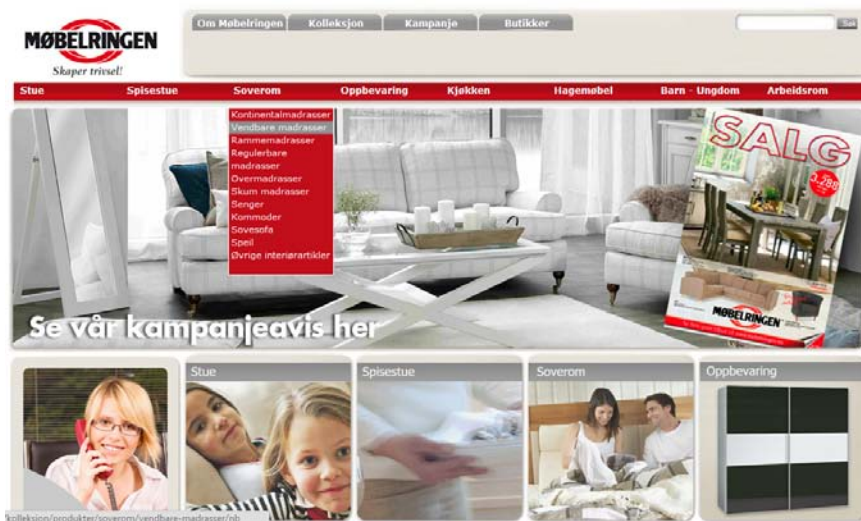 Om Møbelringen Kolleksjon Kampanje Butikker
Søk
MØBELRINGEN
Skaper trivsel!
Stue Spisestue Soverom Oppbevaring Kjøkken Hagemøbel Barn - Ungdom Arbeidsrom
Kontinentalmadrasser
Vendbare madrasser
Rammemadrasser
Regulerbare
madrasser
Overmadrasser
Skum madrasser
Senger
Kommoder
Sovesofa
Speil
Øvrige interiørartikler
SALG
3.288
MØBELRINGEN
Se vår kampanjeavis her
Stue Spisestue Soverom Oppbevaring
/kolleksjon/produkter/soverom/vendbare-madrasser/nb